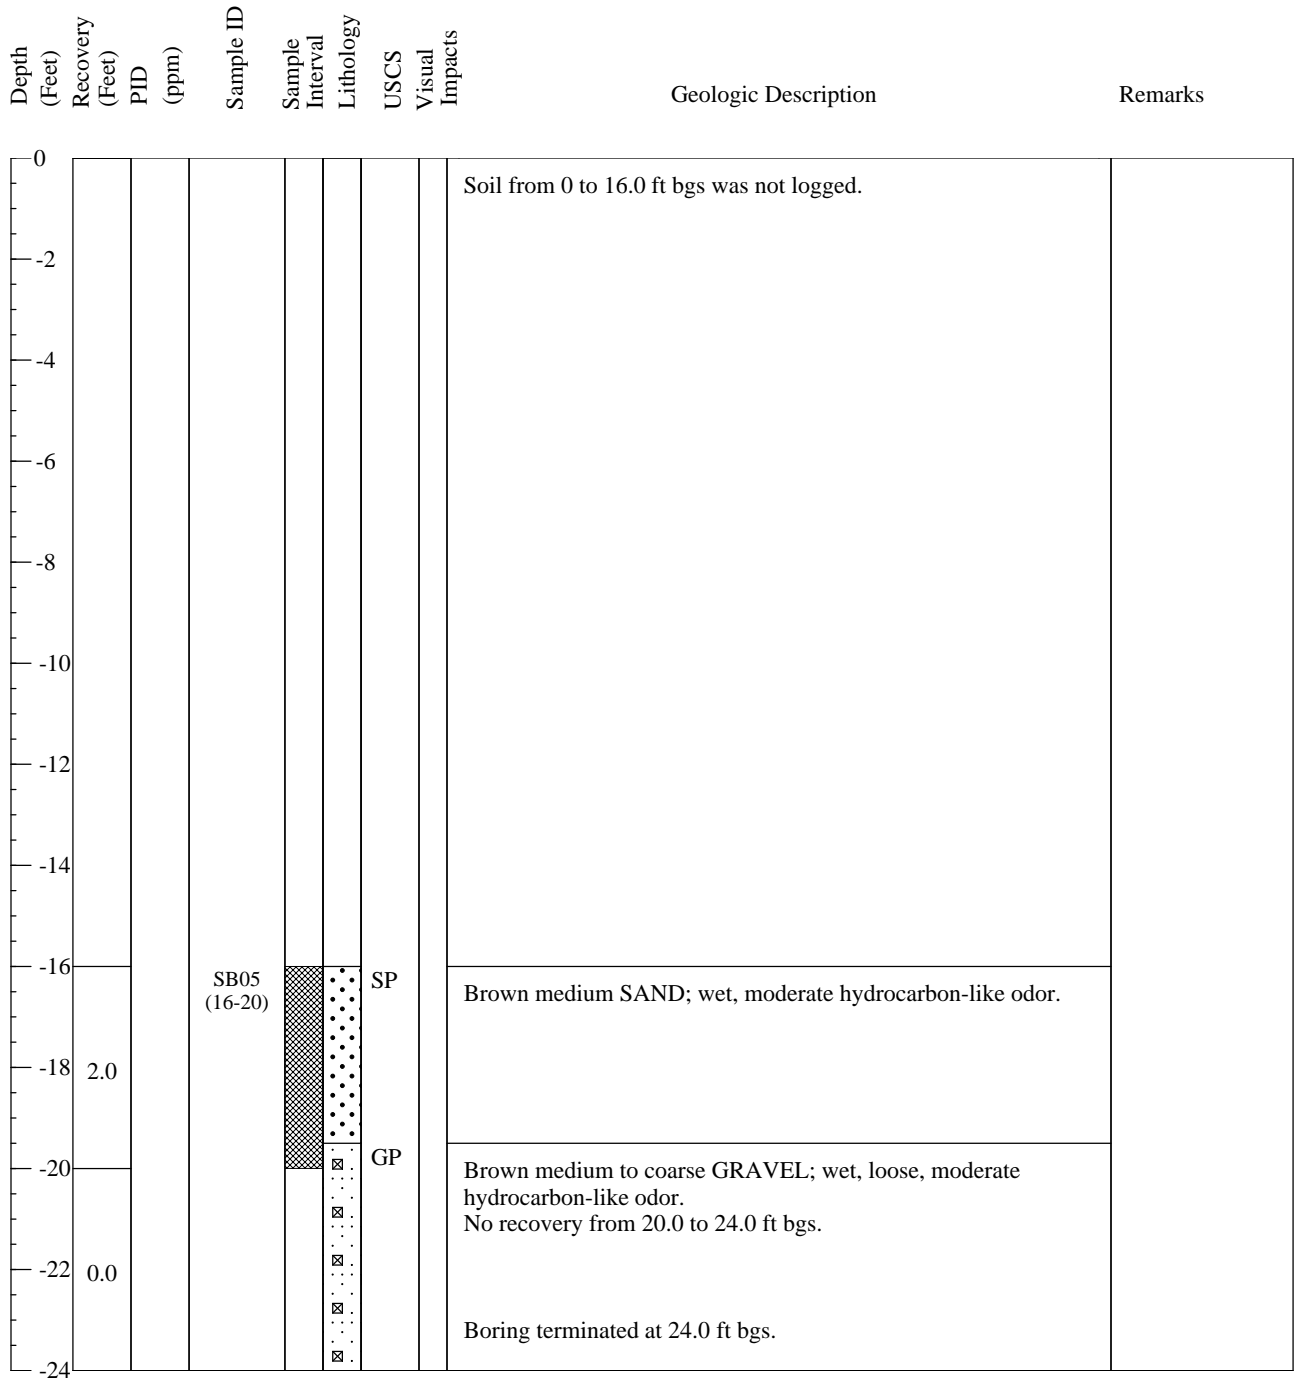 Depth
(Feet)
Recovery
(Feet)
PID
(ppm)
Sample ID
Sample
Interval
Lithology
USCS
Visual
Impacts
Geologic Description
Remarks
0
Soil from 0 to 16.0 ft bgs was not logged.
-2
-4
-6
-8
-10
-12
-14
-16
SB05
(16-20)
SP
Brown medium SAND; wet, moderate hydrocarbon-like odor.
-18
2.0
GP
-20
Brown medium to coarse GRAVEL; wet, loose, moderate
hydrocarbon-like odor.
No recovery from 20.0 to 24.0 ft bgs.
-22
0.0
Boring terminated at 24.0 ft bgs.
-24